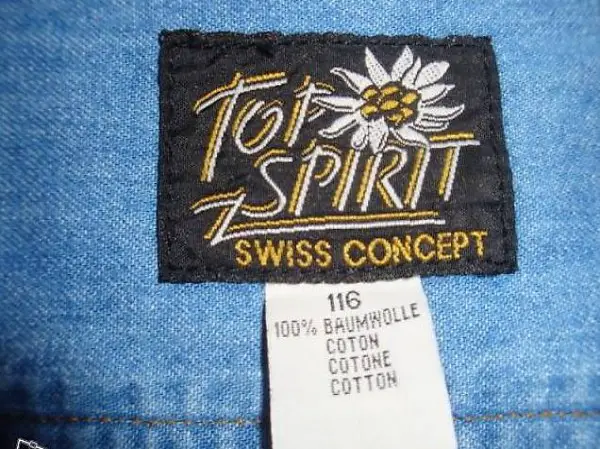 TOP
SPIRIT
SWISS CONCEPT
116
100% BAUMWOLLE
COTON
COTONE
COTTON